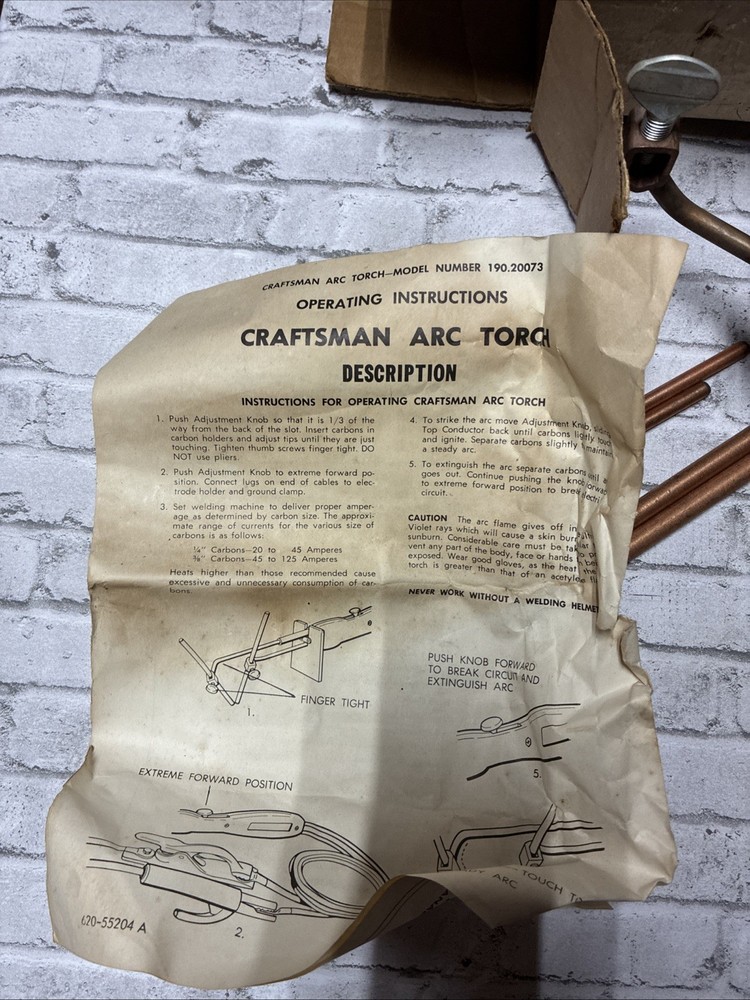 CRAFTSMAN ARC TORCH—MODEL NUMBER 190.20073
OPERATING INSTRUCTIONS
CRAFTSMAN ARC TORCH
DESCRIPTION
INSTRUCTIONS FOR OPERATING CRAFTSMAN ARC TORCH
1. Push Adjustment Knob so that it is 1/3 of the
way from the back of the slot. Insert carbons in
carbon holders and adjust tips until they are just
touching. Tighten thumb screws finger tight. DO
NOT use pliers.
2. Push Adjustment Knob to extreme forward po-
sition. Connect lugs on end of cables to elec-
trode holder and ground clamp.
3. Set welding machine to deliver proper amper-
age as determined by carbon size. The approxi-
mate range of currents for the various size of
carbons is as follows:
¼" Carbons—20 to 45 Amperes
⅜" Carbons—45 to 125 Amperes
Heats higher than those recommended cause
excessive and unnecessary consumption of car-
bons.
4. To strike the arc move Adjustment Knob,
Top Conductor back until carbons lightly touch
and ignite. Separate carbons slightly maintain
a steady arc.
5. To extinguish the arc separate carbons until
goes out. Continue pushing the knob forward
to extreme forward position to break
circuit.
CAUTION The arc flame gives off
Violet rays which will cause a skin burn
sunburn. Considerable care must be
vent any part of the body, face or hands
exposed. Wear good gloves, as the heat
torch is greater than that of an acetylene
NEVER WORK WITHOUT A WELDING HELMET
FINGER TIGHT
1.
PUSH KNOB FORWARD
TO BREAK CIRCUIT AND
EXTINGUISH ARC
5.
EXTREME FORWARD POSITION
2.
TOUCH TO
ARC
620-55204 A